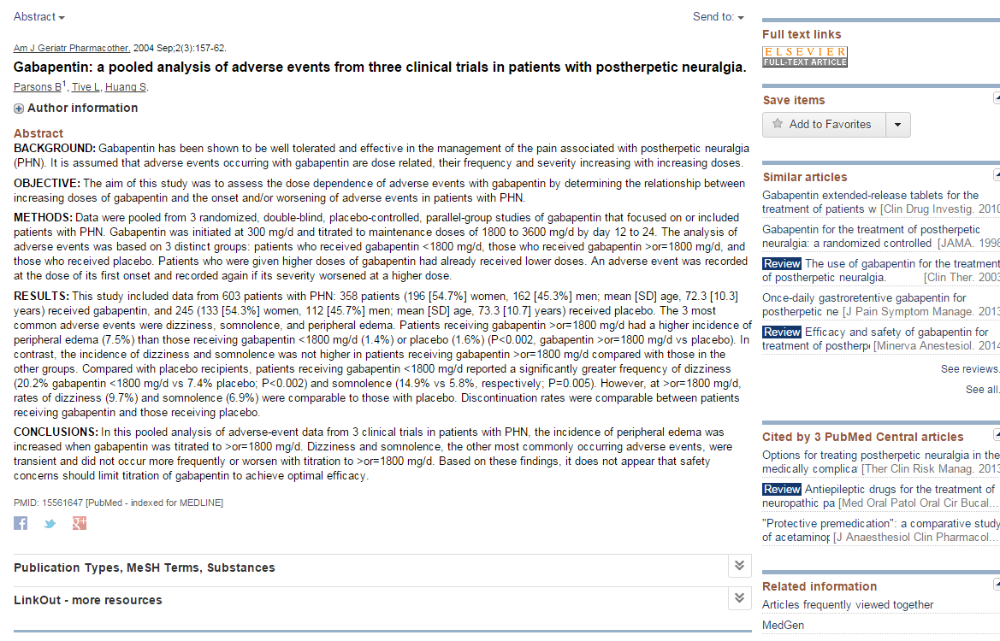 Abstract
Send to:
Am J Geriatr Pharmacother. 2004 Sep;2(3):157-62.
Gabapentin: a pooled analysis of adverse events from three clinical trials in patients with postherpetic neuralgia.
Parsons B1, Tive L, Huang S.
Author information
Abstract
BACKGROUND: Gabapentin has been shown to be well tolerated and effective in the management of the pain associated with postherpetic neuralgia
(PHN). It is assumed that adverse events occurring with gabapentin are dose related, their frequency and severity increasing with increasing doses.
OBJECTIVE: The aim of this study was to assess the dose dependence of adverse events with gabapentin by determining the relationship between
increasing doses of gabapentin and the onset and/or worsening of adverse events in patients with PHN.
METHODS: Data were pooled from 3 randomized, double-blind, placebo-controlled, parallel-group studies of gabapentin that focused on or included
patients with PHN. Gabapentin was initiated at 300 mg/d and titrated to maintenance doses of 1800 to 3600 mg/d by day 12 to 24. The analysis of
adverse events was based on 3 distinct groups: patients who received gabapentin <1800 mg/d, those who received gabapentin >or=1800 mg/d, and
those who received placebo. Patients who were given higher doses of gabapentin had already received lower doses. An adverse event was recorded
at the dose of its first onset and recorded again if its severity worsened at a higher dose.
RESULTS: This study included data from 603 patients with PHN: 358 patients (196 [54.7%] women, 162 [45.3%] men; mean [SD] age, 72.3 [10.3]
years) received gabapentin, and 245 (133 [54.3%] women, 112 [45.7%] men; mean [SD] age, 73.3 [10.7] years) received placebo. The 3 most
common adverse events were dizziness, somnolence, and peripheral edema. Patients receiving gabapentin >or=1800 mg/d had a higher incidence of
peripheral edema (7.5%) than those receiving gabapentin <1800 mg/d (1.4%) or placebo (1.6%) (P<0.002, gabapentin >or=1800 mg/d vs placebo). In
contrast, the incidence of dizziness and somnolence was not higher in patients receiving gabapentin >or=1800 mg/d compared with those in the
other groups. Compared with placebo recipients, patients receiving gabapentin <1800 mg/d reported a significantly greater frequency of dizziness
(20.2% gabapentin <1800 mg/d vs 7.4% placebo; P<0.002) and somnolence (14.9% vs 5.8%, respectively; P=0.005). However, at >or=1800 mg/d,
rates of dizziness (9.7%) and somnolence (6.9%) were comparable to those with placebo. Discontinuation rates were comparable between patients
receiving gabapentin and those receiving placebo.
CONCLUSIONS: In this pooled analysis of adverse-event data from 3 clinical trials in patients with PHN, the incidence of peripheral edema was
increased when gabapentin was titrated to >or=1800 mg/d. Dizziness and somnolence, the other most commonly occurring adverse events, were
transient and did not occur more frequently or worsen with titration to >or=1800 mg/d. Based on these findings, it does not appear that safety
concerns should limit titration of gabapentin to achieve optimal efficacy.
PMID: 15561647 [PubMed - indexed for MEDLINE]
Publication Types, MeSH Terms, Substances
LinkOut - more resources
Full text links
ELSEVIER
FULL-TEXT ARTICLE
Save items
Add to Favorites
Similar articles
Gabapentin extended-release tablets for the
treatment of patients w [Clin Drug Investig. 2010
Gabapentin for the treatment of postherpetic
neuralgia: a randomized controlled [JAMA. 1998
Review The use of gabapentin for the treatment
of postherpetic neuralgia. [Clin Ther. 2003
Once-daily gastroretentive gabapentin for
postherpetic ne [J Pain Symptom Manage. 2013
Review Efficacy and safety of gabapentin for
treatment of postherp [Minerva Anestesiol. 2014
See reviews.
See all.
Cited by 3 PubMed Central articles
Options for treating postherpetic neuralgia in the
medically complica [Ther Clin Risk Manag. 2013
Review Antiepileptic drugs for the treatment of
neuropathic pa [Med Oral Patol Oral Cir Bucal...
"Protective premedication": a comparative study
of acetaminop [J Anaesthesiol Clin Pharmacol...
Related information
Articles frequently viewed together
MedGen